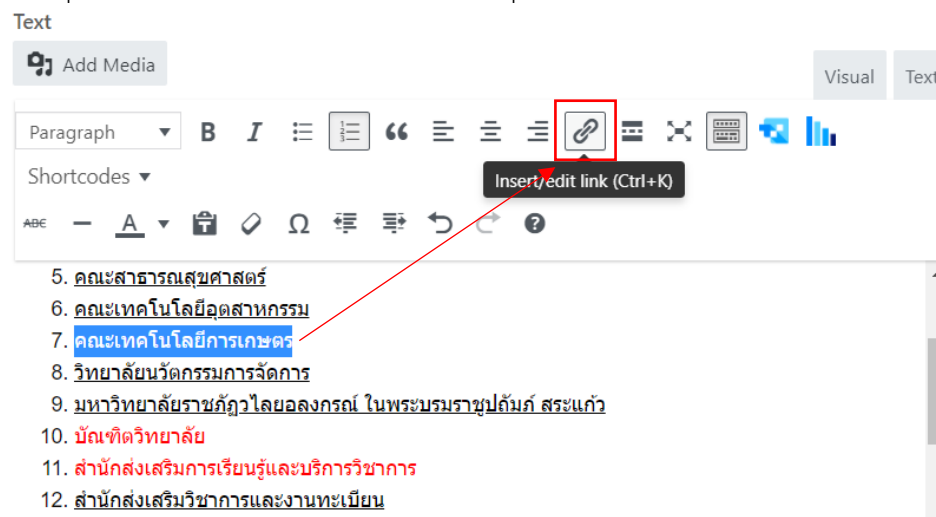 Text
Add Media
Visual Text
Paragraph B I
Insert/edit link (Ctrl+K)
Shortcodes
ABC A T Ω ?
5. คณะสาธารณสุขศาสตร์
6. คณะเทคโนโลยีอุตสาหกรรม
7. คณะเทคโนโลยีการเกษตร
8. วิทยาลัยนวัตกรรมการจัดการ
9. มหาวิทยาลัยราชภัฏวไลยอลงกรณ์ ในพระบรมราชูปถัมภ์ สระแก้ว
10. บัณฑิตวิทยาลัย
11. สำนักส่งเสริมการเรียนรู้และบริการวิชาการ
12. สำนักส่งเสริมวิชาการและงานทะเบียน